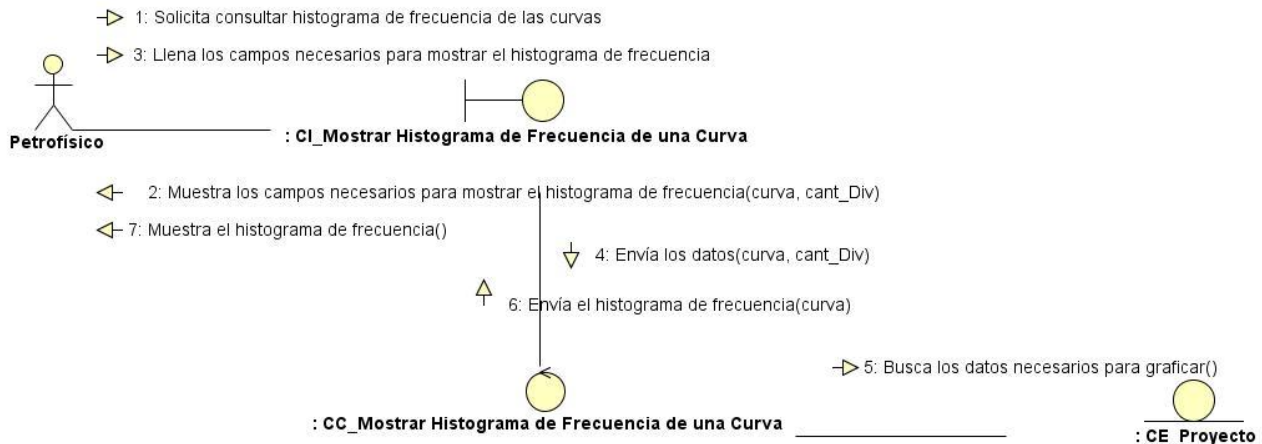 1: Solicita consultar histograma de frecuencia de las curvas
3: Llena los campos necesarios para mostrar el histograma de frecuencia
Petrofísico
: CI_Mostrar Histograma de Frecuencia de una Curva
2: Muestra los campos necesarios para mostrar el histograma de frecuencia(curva, cant_Div)
7: Muestra el histograma de frecuencia()
4: Envía los datos(curva, cant_Div)
6: Envía el histograma de frecuencia(curva)
5: Busca los datos necesarios para graficar()
: CC_Mostrar Histograma de Frecuencia de una Curva
: CE_Proyecto